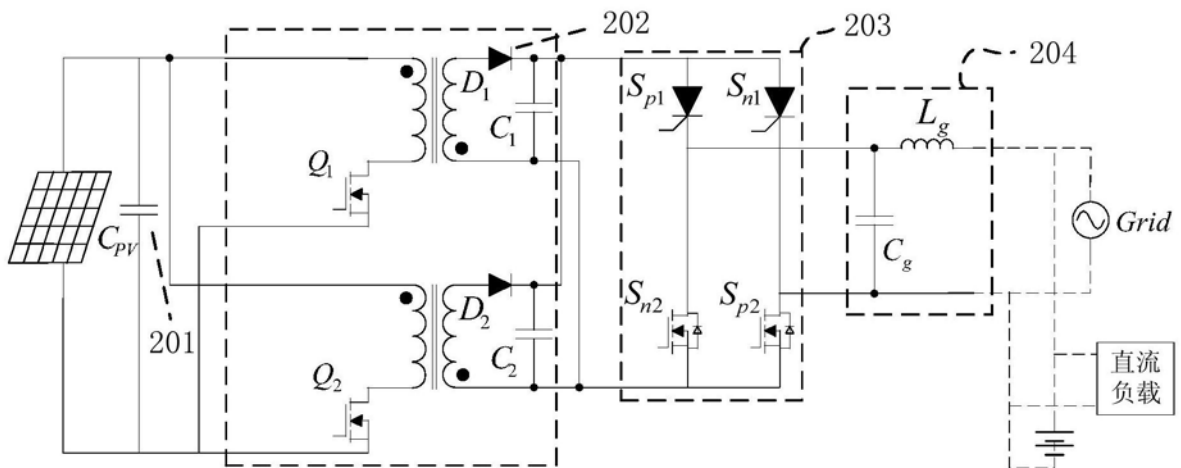 202
203
204
D1
C1
Sp1
Sn1
Lg
Q1
CPV
Cg
Grid
201
D2
C2
Sn2
Sp2
Q2
直流
负载